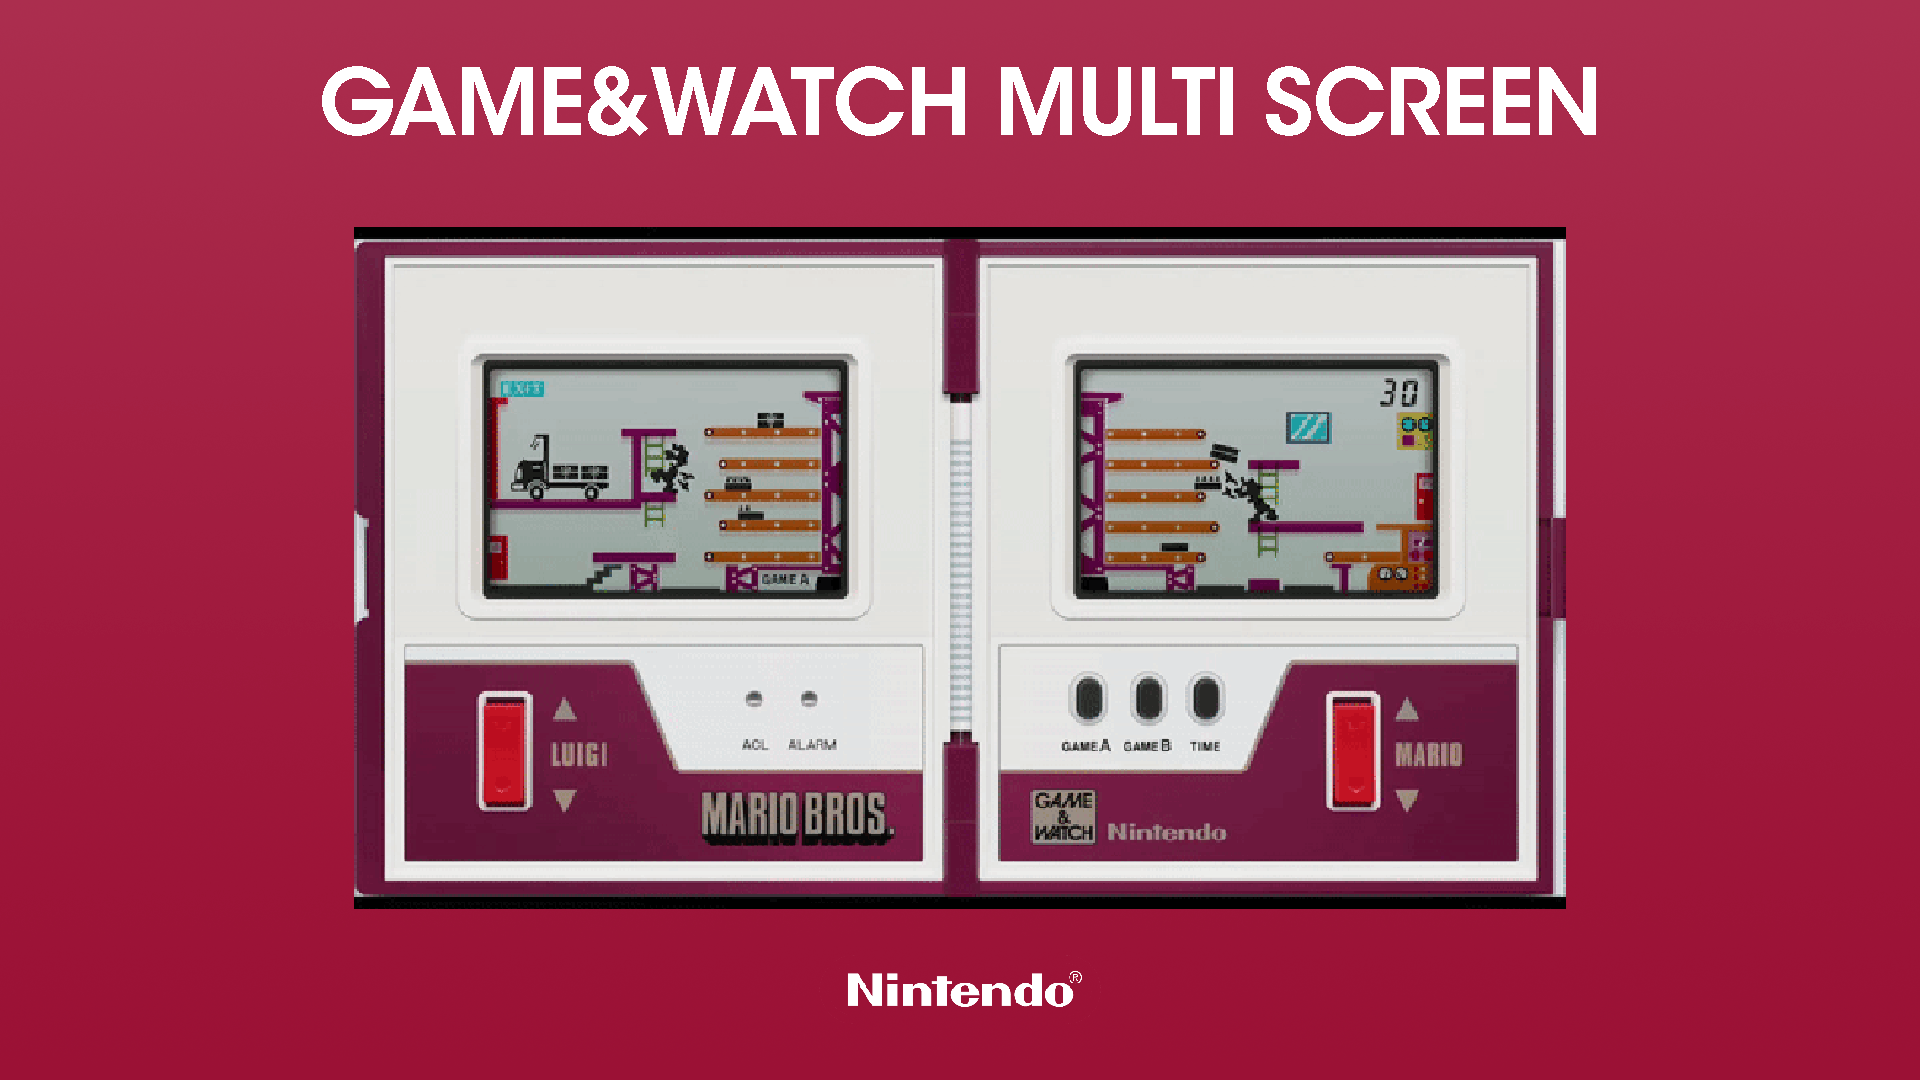 GAME&WATCH MULTI SCREEN
30
GAME A
LUIGI
ACL ALARM
MARIO BROS.
GAME A GAME B TIME
MARIO
GAME & WATCH
Nintendo
Nintendo®